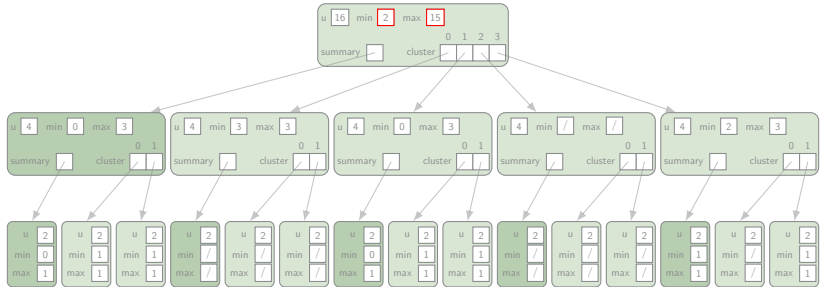 u 16 min 2 max 15
0 1 2 3
summary cluster
u 4 min 0 max 3 u 4 min 3 max 3 u 4 min 0 max 3 u 4 min / max / u 4 min 2 max 3
0 1 0 1 0 1 0 1 0 1
summary cluster summary cluster summary cluster summary cluster summary cluster
u 2 u 2 u 2 u 2 u 2 u 2 u 2 u 2 u 2 u 2 u 2 u 2 u 2 u 2 u 2
min 0 min 1 min 1 min / min / min / min 0 min 1 min 1 min / min / min / min 1 min / min 1
max 1 max 1 max 1 max / max / max / max 1 max 1 max 1 max / max / max / max 1 max / max 1